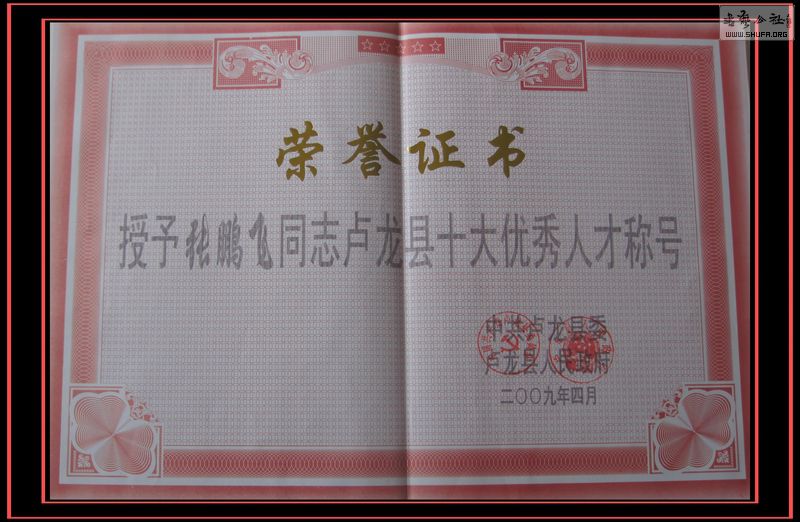 書法公社
WWW.SHUFA.ORG
荣誉证书
授予张鹏飞同志卢龙县十大优秀人才称号
中共卢龙县委
卢龙县人民政府
二〇〇九年四月